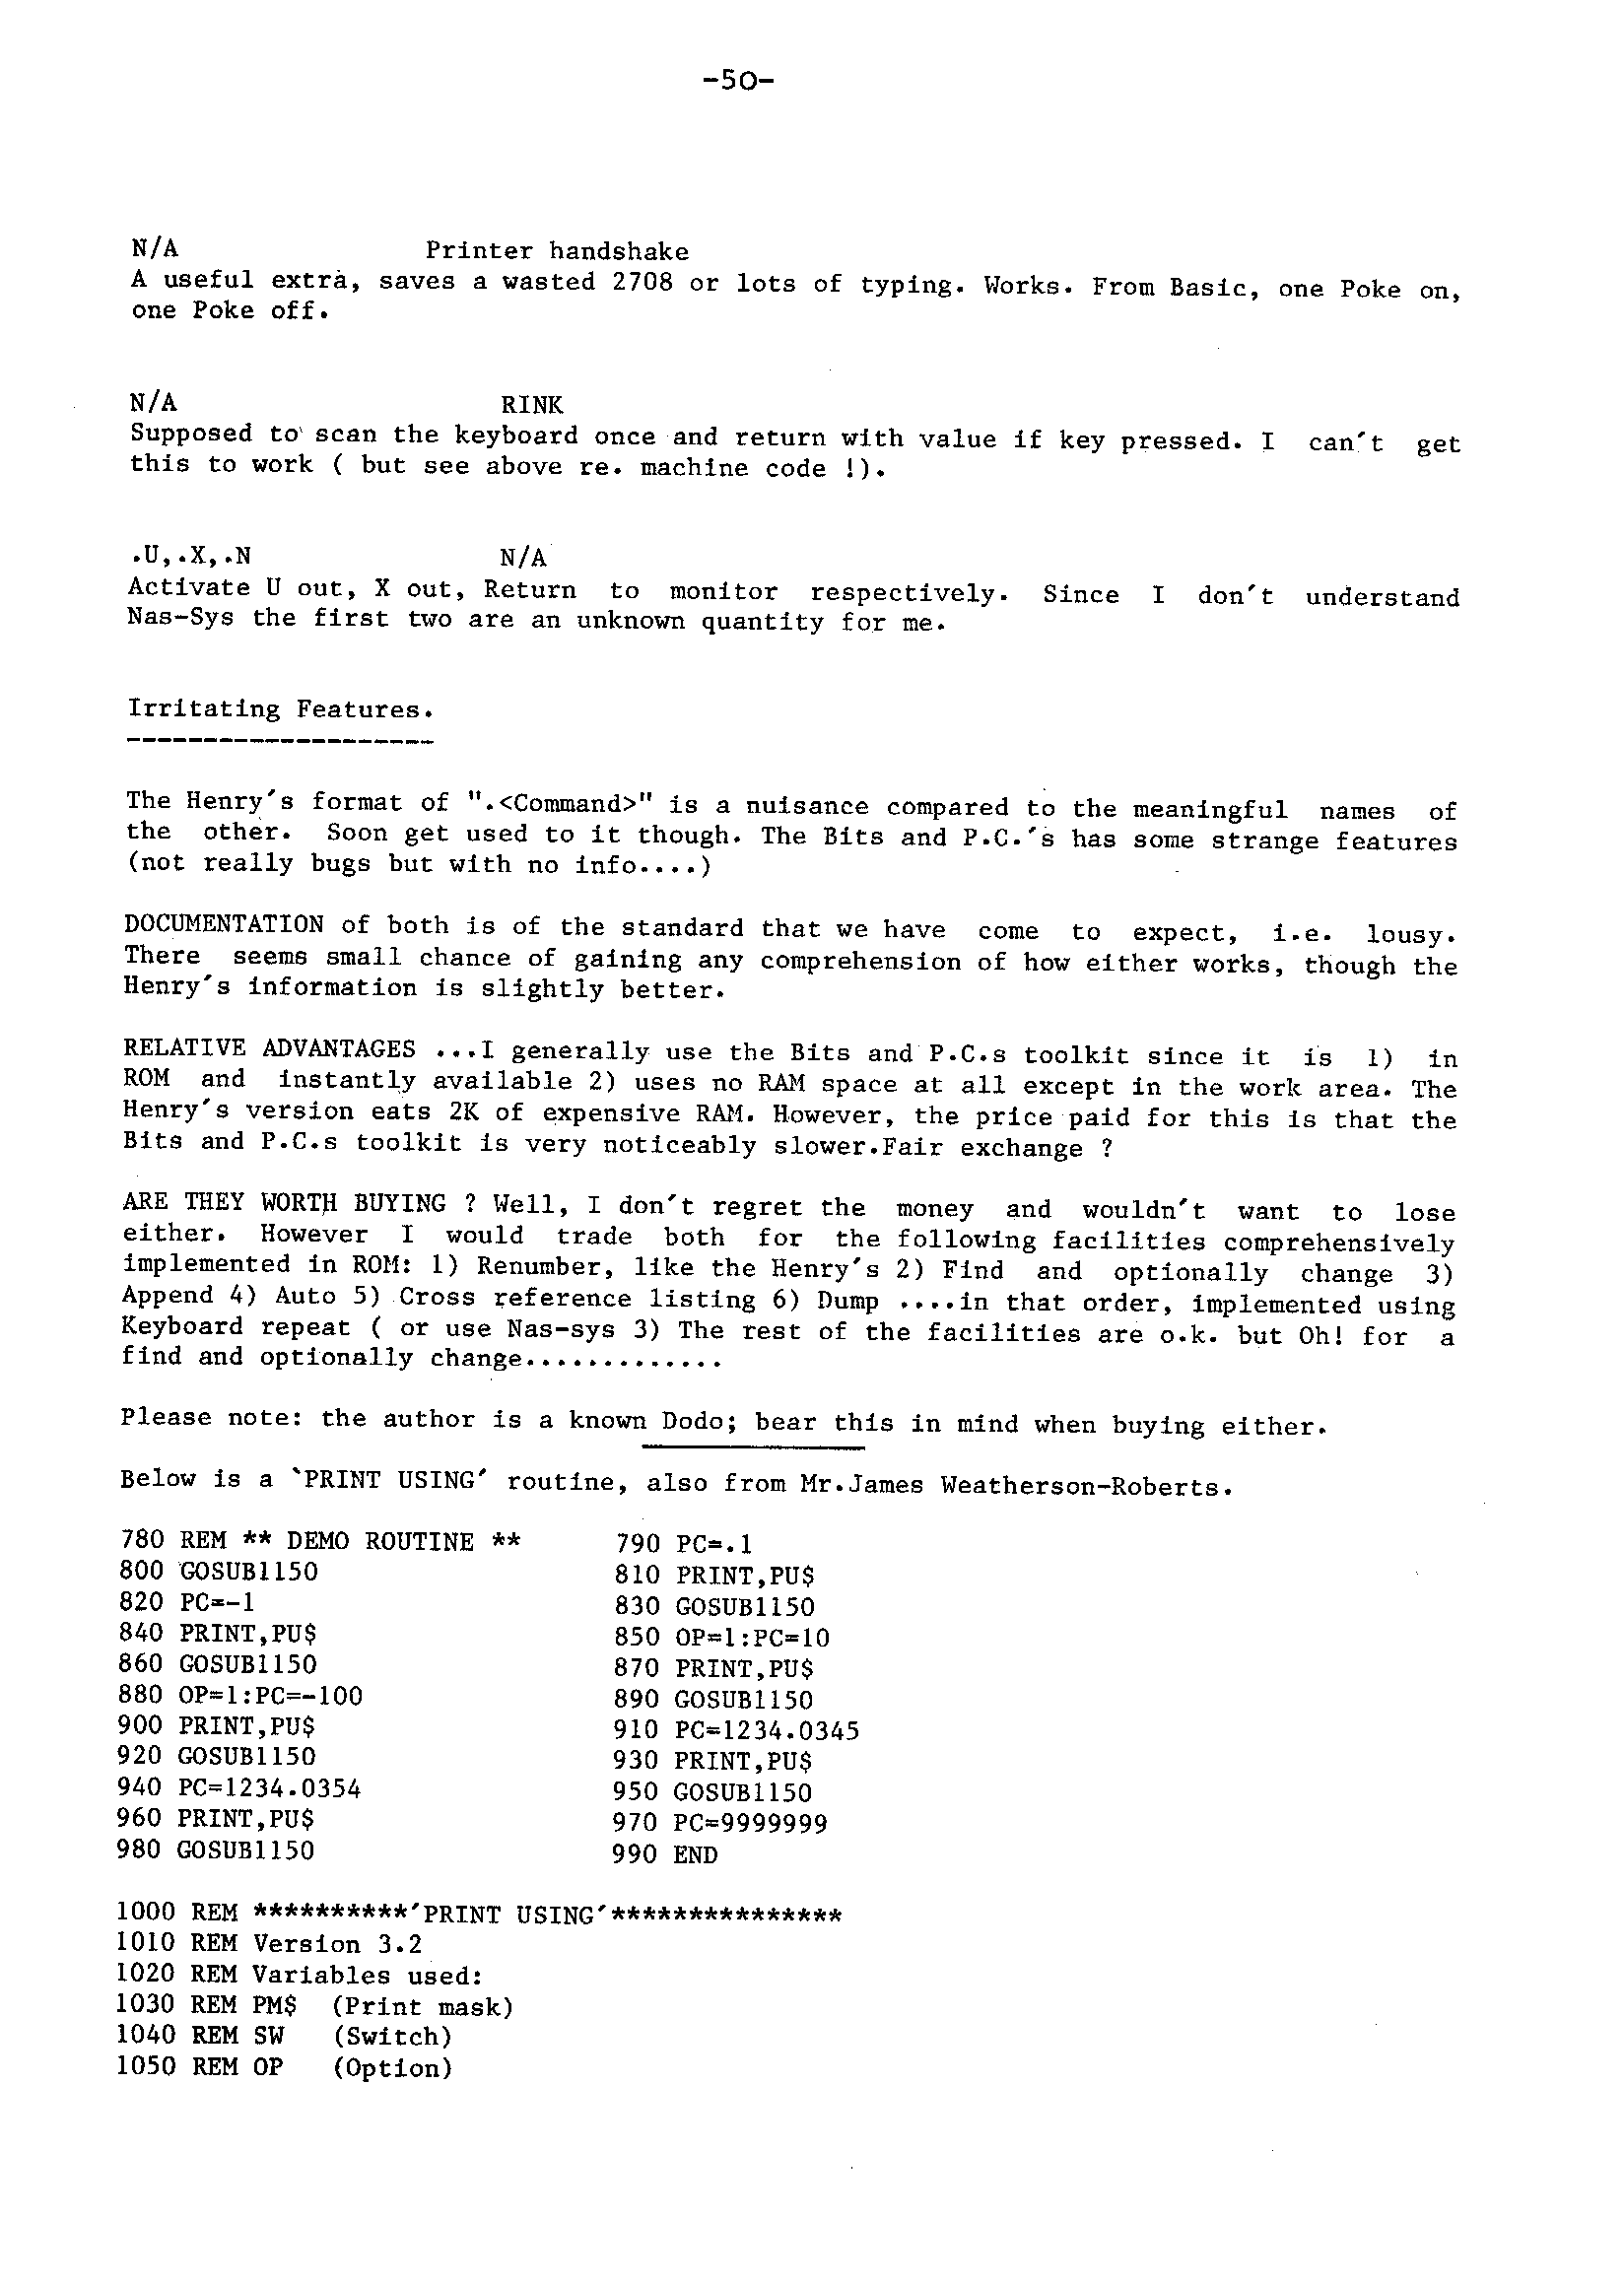 -50-
N/A Printer handshake
A useful extra, saves a wasted 2708 or lots of typing. Works. From Basic, one Poke on,
one Poke off.
N/A RINK
Supposed to scan the keyboard once and return with value if key pressed. I can't get
this to work ( but see above re. machine code !).
.U,.X,.N N/A
Activate U out, X out, Return to monitor respectively. Since I don't understand
Nas-Sys the first two are an unknown quantity for me.
Irritating Features.
--------------------
The Henry's format of ".<Command>" is a nuisance compared to the meaningful names of
the other. Soon get used to it though. The Bits and P.C.'s has some strange features
(not really bugs but with no info....)
DOCUMENTATION of both is of the standard that we have come to expect, i.e. lousy.
There seems small chance of gaining any comprehension of how either works, though the
Henry's information is slightly better.
RELATIVE ADVANTAGES ...I generally use the Bits and P.C.s toolkit since it is 1) in
ROM and instantly available 2) uses no RAM space at all except in the work area. The
Henry's version eats 2K of expensive RAM. However, the price paid for this is that the
Bits and P.C.s toolkit is very noticeably slower.Fair exchange ?
ARE THEY WORTH BUYING ? Well, I don't regret the money and wouldn't want to lose
either. However I would trade both for the following facilities comprehensively
implemented in ROM: 1) Renumber, like the Henry's 2) Find and optionally change 3)
Append 4) Auto 5) Cross reference listing 6) Dump ....in that order, implemented using
Keyboard repeat ( or use Nas-sys 3) The rest of the facilities are o.k. but Oh! for a
find and optionally change.............
Please note: the author is a known Dodo; bear this in mind when buying either.
Below is a `PRINT USING' routine, also from Mr.James Weatherson-Roberts.
780 REM ** DEMO ROUTINE ** 790 PC=.1
800 GOSUB1150 810 PRINT,PU$
820 PC=-1 830 GOSUB1150
840 PRINT,PU$ 850 OP=1:PC=10
860 GOSUB1150 870 PRINT,PU$
880 OP=1:PC=-100 890 GOSUB1150
900 PRINT,PU$ 910 PC=1234.0345
920 GOSUB1150 930 PRINT,PU$
940 PC=1234.0354 950 GOSUB1150
960 PRINT,PU$ 970 PC=9999999
980 GOSUB1150 990 END
1000 REM **********'PRINT USING'***************
1010 REM Version 3.2
1020 REM Variables used:
1030 REM PM$ (Print mask)
1040 REM SW (Switch)
1050 REM OP (Option)